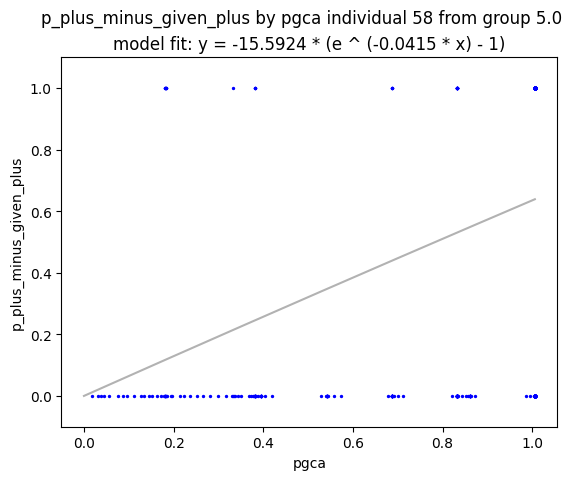 p_plus_minus_given_plus by pgca individual 58 from group 5.0
model fit: y = -15.5924 * (e ^ (-0.0415 * x) - 1)
1.0
0.8
0.6
0.4
0.2
0.0
p_plus_minus_given_plus
0.0 0.2 0.4 0.6 0.8 1.0
pgca